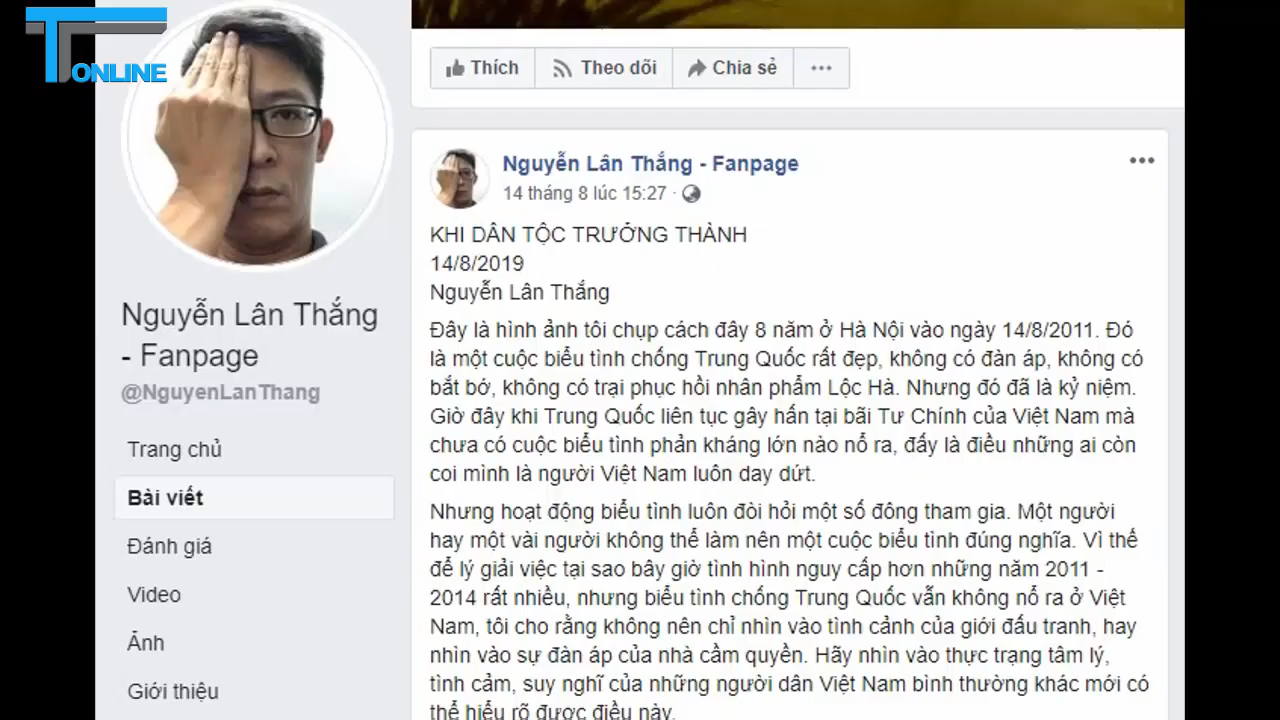 T
ONLINE
Thích
Theo dõi
Chia sẻ
Nguyễn Lân Thắng
- Fanpage
@NguyenLanThang
Trang chủ
Bài viết
Đánh giá
Video
Ảnh
Giới thiệu
Nguyễn Lân Thắng - Fanpage
14 tháng 8 lúc 15:27 ·
KHI DÂN TỘC TRƯỞNG THÀNH
14/8/2019
Nguyễn Lân Thắng
Đây là hình ảnh tôi chụp cách đây 8 năm ở Hà Nội vào ngày 14/8/2011. Đó
là một cuộc biểu tình chống Trung Quốc rất đẹp, không có đàn áp, không có
bắt bớ, không có trại phục hồi nhân phẩm Lộc Hà. Nhưng đó đã là kỷ niệm.
Giờ đây khi Trung Quốc liên tục gây hấn tại bãi Tư Chính của Việt Nam mà
chưa có cuộc biểu tình phản kháng lớn nào nổ ra, đấy là điều những ai còn
coi mình là người Việt Nam luôn day dứt.
Nhưng hoạt động biểu tình luôn đòi hỏi một số đông tham gia. Một người
hay một vài người không thể làm nên một cuộc biểu tình đúng nghĩa. Vì thế
để lý giải việc tại sao bây giờ tình hình nguy cấp hơn những năm 2011 -
2014 rất nhiều, nhưng biểu tình chống Trung Quốc vẫn không nổ ra ở Việt
Nam, tôi cho rằng không nên chỉ nhìn vào tình cảnh của giới đấu tranh, hay
nhìn vào sự đàn áp của nhà cầm quyền. Hãy nhìn vào thực trạng tâm lý,
tình cảm, suy nghĩ của những người dân Việt Nam bình thường khác mới có
thể hiểu rõ được điều này.